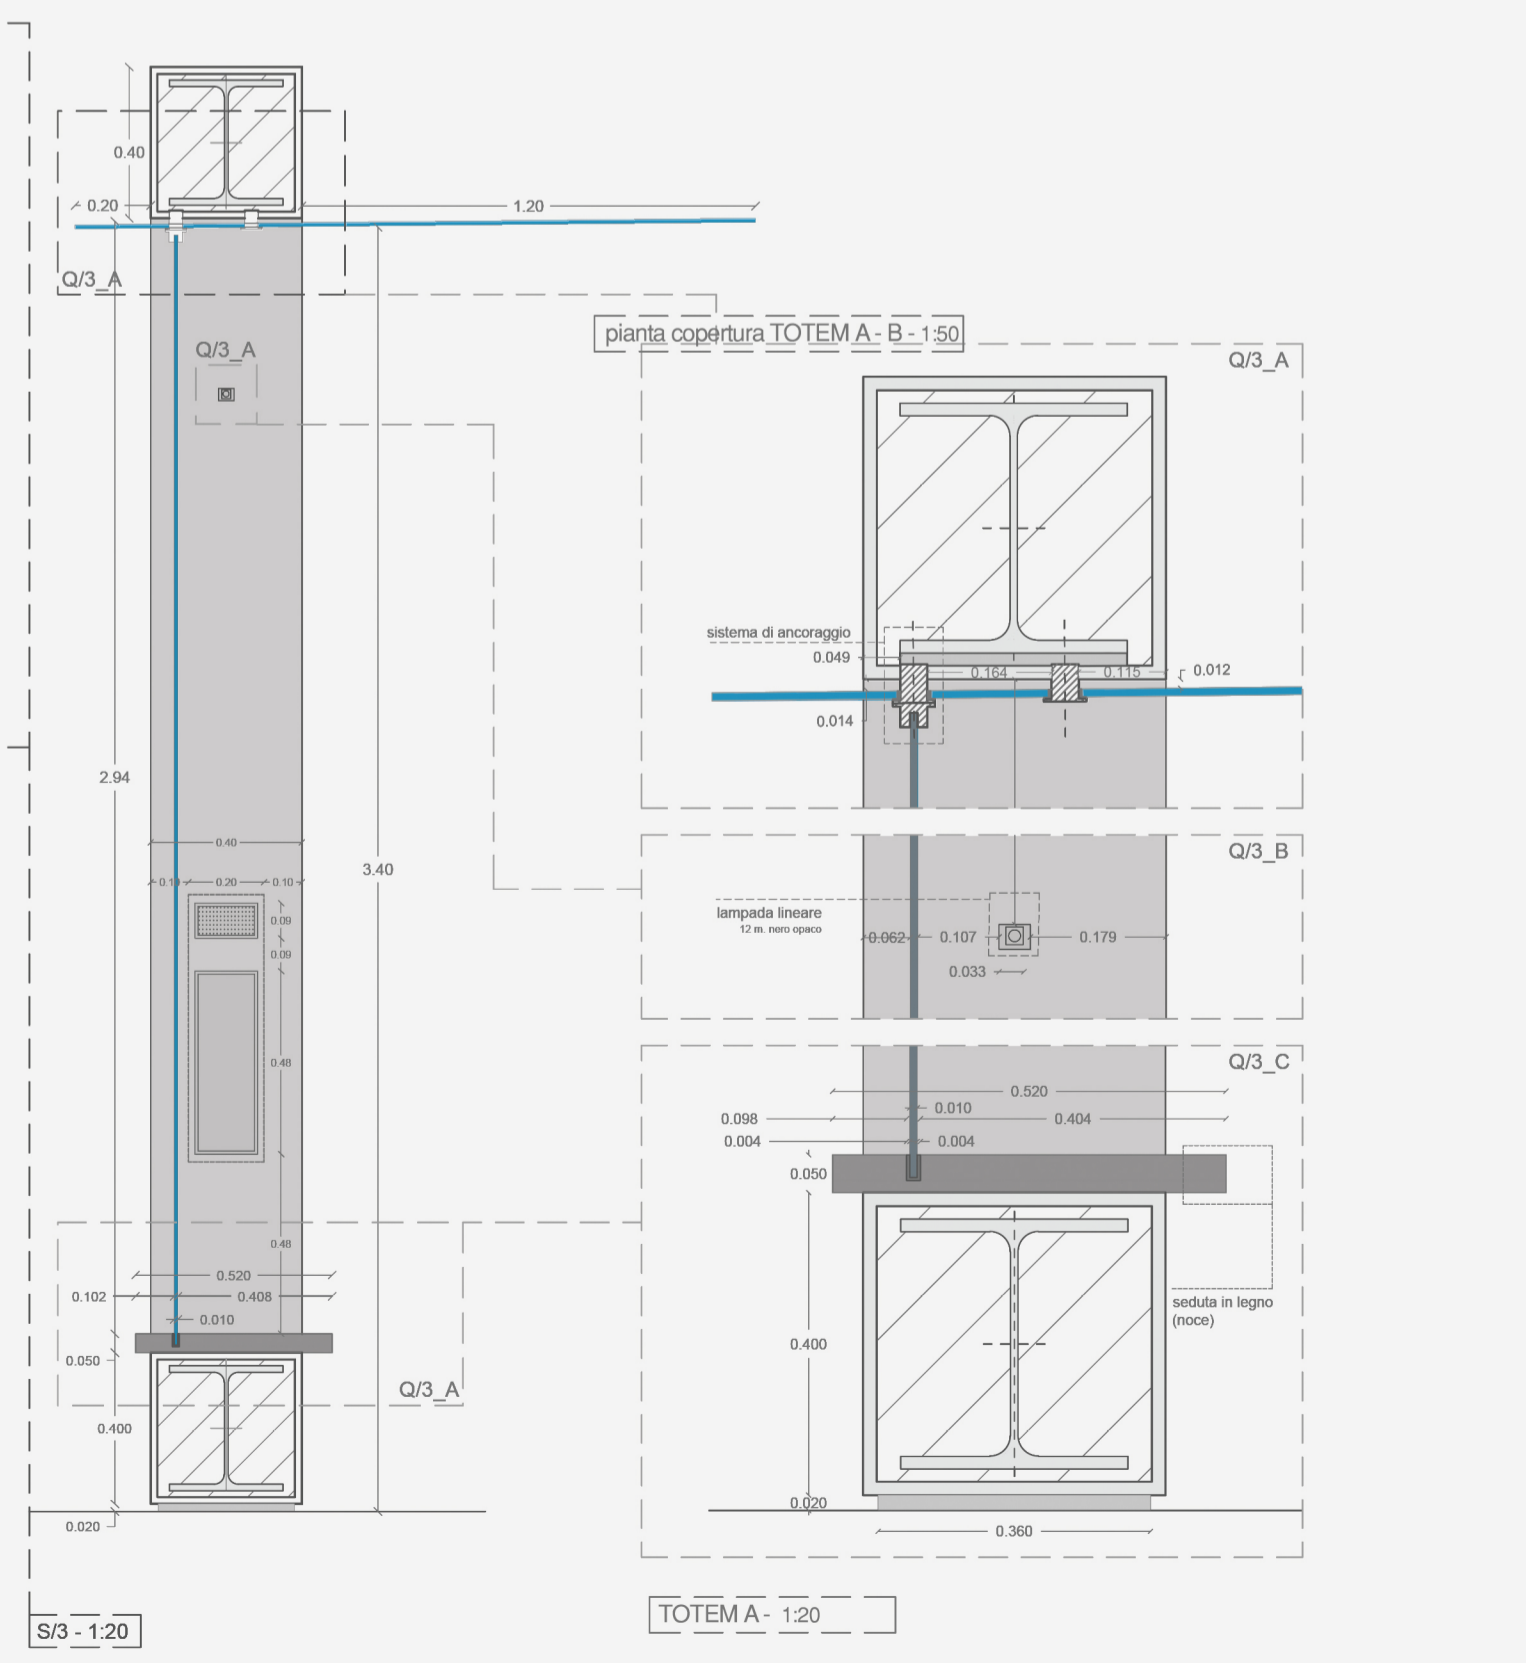 0.40
0.20
1.20
Q/3_A
Q/3_A
2.94
3.40
0.40
0.10
0.20
0.10
0.09
0.09
0.48
0.48
0.520
0.102
0.408
0.010
0.050
Q/3_A
0.400
0.020
S/3 - 1:20
pianta copertura TOTEM A - B - 1:50
Q/3_A
sistema di ancoraggio
0.049
0.164
0.115
0.012
0.014
Q/3_B
lampada lineare
12 m. nero opaco
0.062
0.107
0.179
0.033
Q/3_C
0.520
0.010
0.098
0.404
0.004
0.004
0.050
seduta in legno
(noce)
0.400
0.020
0.360
TOTEM A - 1:20